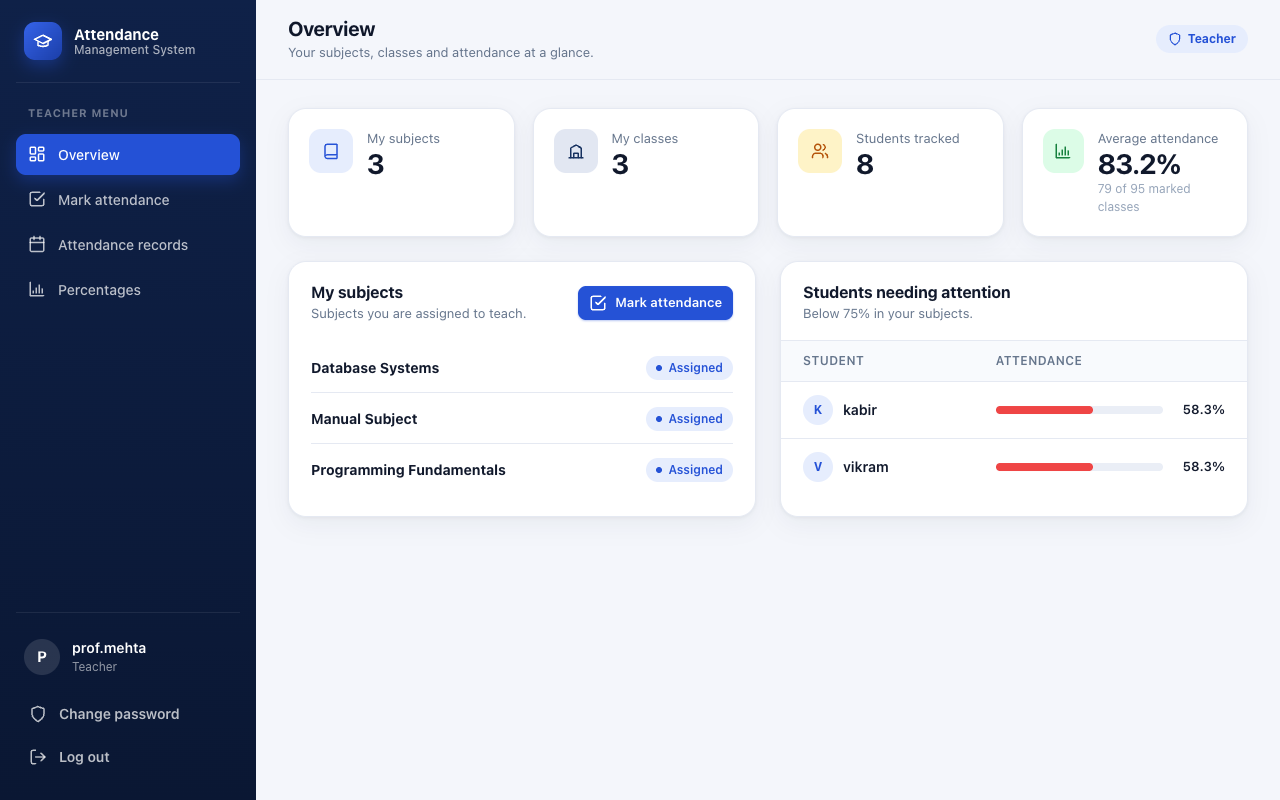 Attendance
Management System
TEACHER MENU
Overview
Mark attendance
Attendance records
Percentages
P
prof.mehta
Teacher
Change password
Log out
Overview
Your subjects, classes and attendance at a glance.
Teacher
My subjects
3
My classes
3
Students tracked
8
Average attendance
83.2%
79 of 95 marked
classes
My subjects
Subjects you are assigned to teach.
Mark attendance
Database Systems
Assigned
Manual Subject
Assigned
Programming Fundamentals
Assigned
Students needing attention
Below 75% in your subjects.
STUDENT ATTENDANCE
K kabir 58.3%
V vikram 58.3%